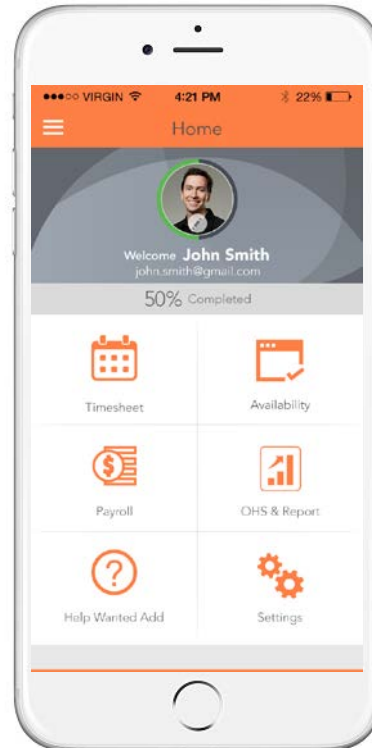 VIRGIN 4:21 PM 22%
Home
Welcome John Smith
john.smith@gmail.com
50% Completed
Timesheet Availability
Payroll OHS & Report
Help Wanted Add Settings